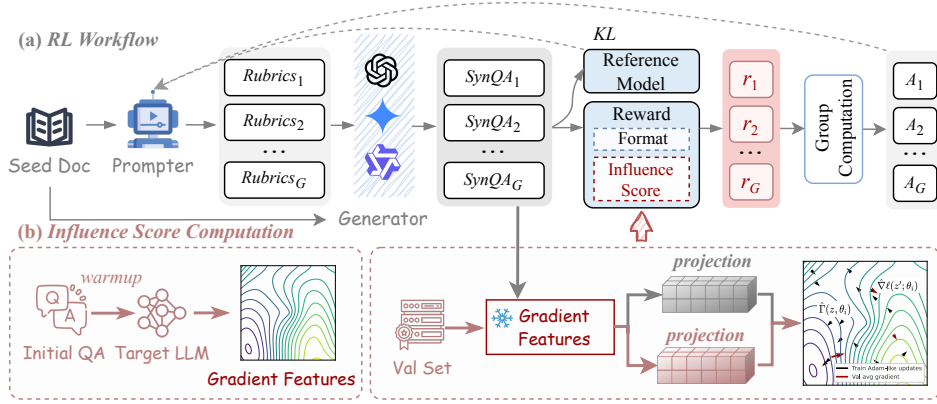 (a) RL Workflow
KL
Seed Doc
Prompter
Rubrics1
Rubrics2
...
RubricsG
Generator
SynQA1
SynQA2
...
SynQAG
Reference
Model
Reward
Format
Influence
Score
r1
r2
...
rG
Group
Computation
A1
A2
...
AG
(b) Influence Score Computation
warmup
Q
A
Initial QA
Target LLM
Gradient Features
Val Set
Gradient
Features
projection
projection
∇̂ℓ(z′; θi)
Γ̂(z, θi)
Train Adam-like updates
Val avg gradient